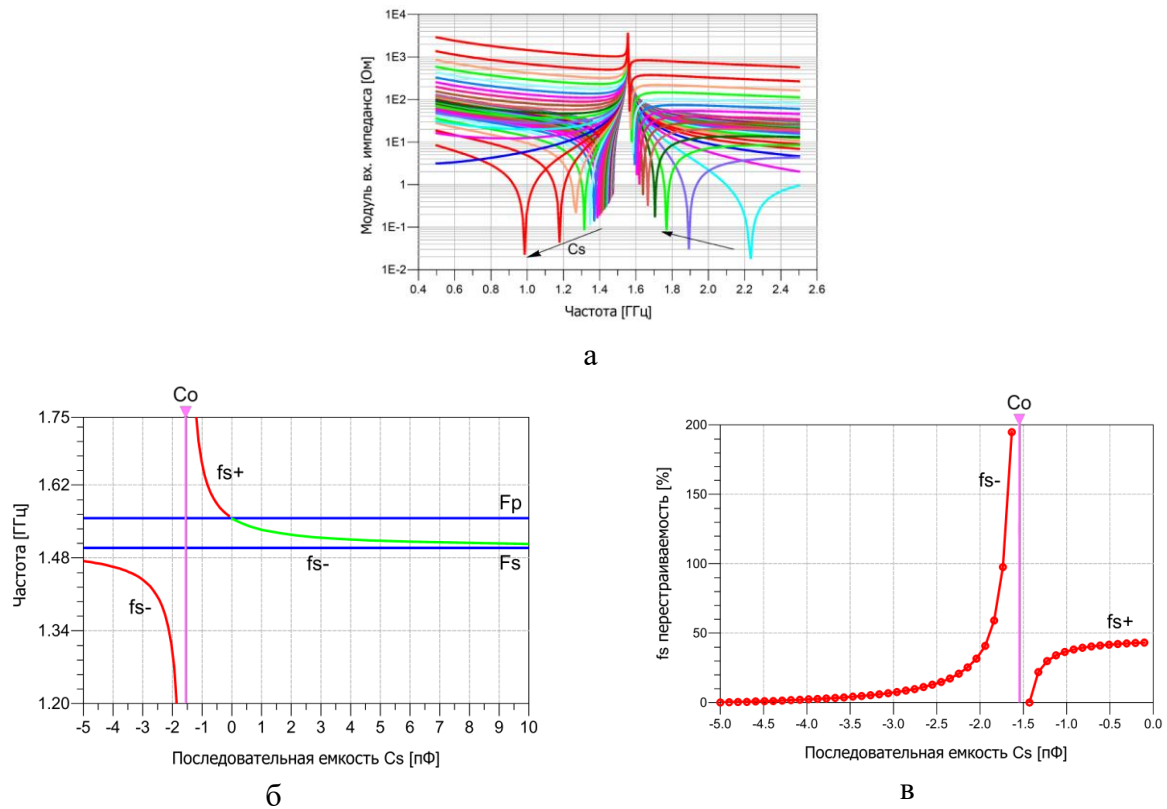 1E4
1E3
1E2
1E1
1
1E-1
1E-2
Модуль вх. импеданса [Ом]
Cs
0.4 0.6 0.8 1.0 1.2 1.4 1.6 1.8 2.0 2.2 2.4 2.6
Частота [ГГц]
а
Co
1.75
1.62
1.48
1.34
1.20
Частота [ГГц]
fs+
Fp
fs-
Fs
fs-
-5 -4 -3 -2 -1 0 1 2 3 4 5 6 7 8 9 10
Последовательная емкость Cs [пФ]
б
Co
200
150
100
50
0
fs перестраиваемость [%]
fs-
fs+
-5.0 -4.5 -4.0 -3.5 -3.0 -2.5 -2.0 -1.5 -1.0 -0.5 0.0
Последовательная емкость Cs [пФ]
в